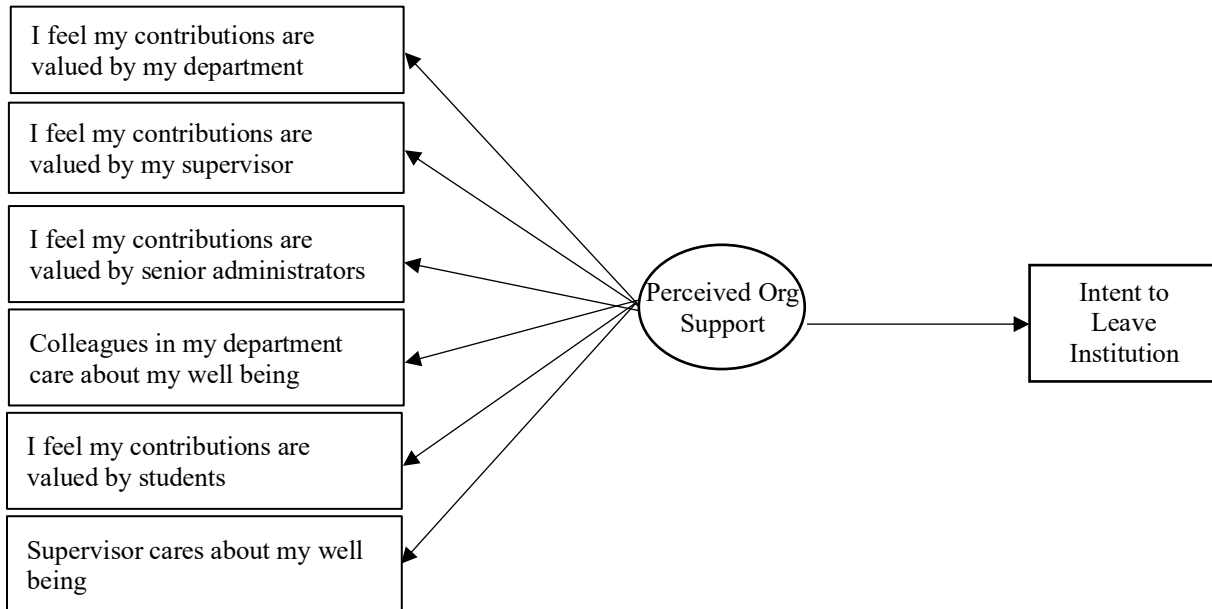 I feel my contributions are
valued by my department
I feel my contributions are
valued by my supervisor
I feel my contributions are
valued by senior administrators
Colleagues in my department
care about my well being
I feel my contributions are
valued by students
Supervisor cares about my well
being
Perceived Org
Support
Intent to
Leave
Institution